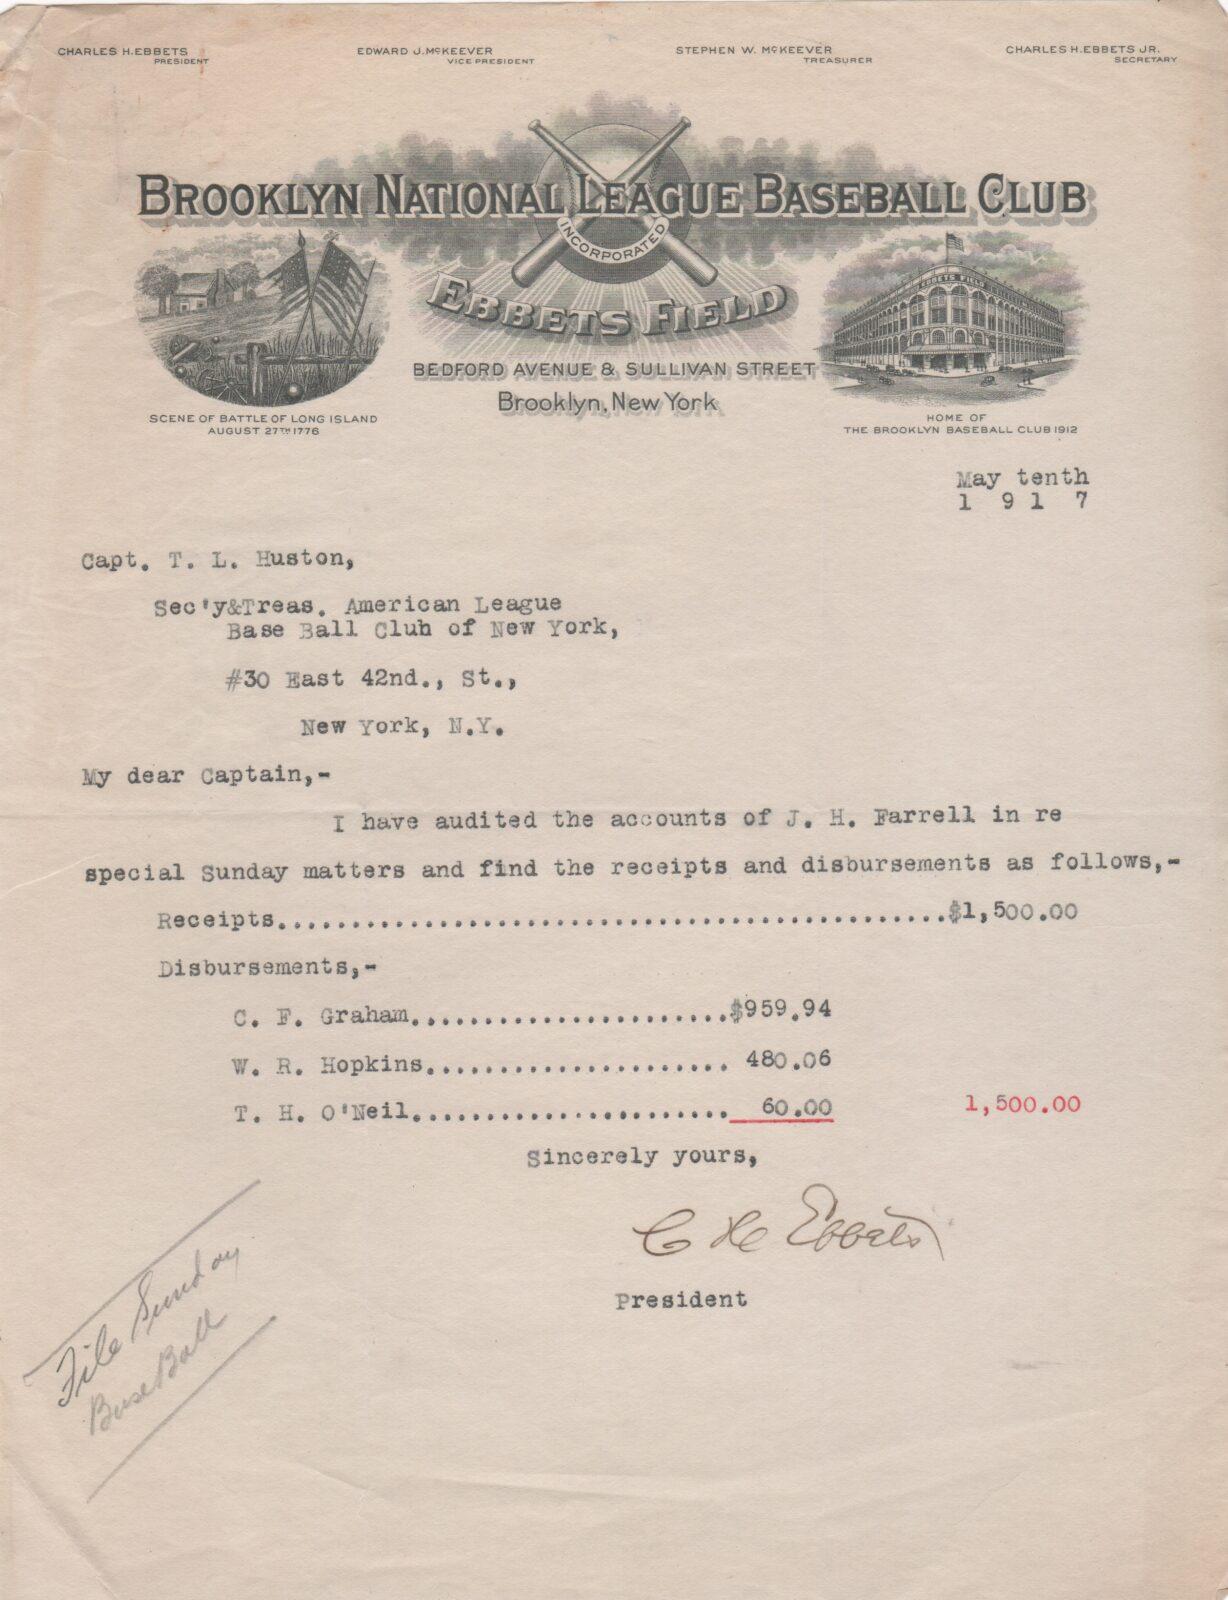 CHARLES H. EBBETS
PRESIDENT
EDWARD J. McKEEVER
VICE PRESIDENT
STEPHEN W. McKEEVER
TREASURER
CHARLES H. EBBETS JR.
SECRETARY
BROOKLYN NATIONAL LEAGUE BASEBALL CLUB
INCORPORATED
EBBETS FIELD
EBBETS FIELD
BEDFORD AVENUE & SULLIVAN STREET
Brooklyn, New York
SCENE OF BATTLE OF LONG ISLAND
AUGUST 27TH 1776
HOME OF
THE BROOKLYN BASEBALL CLUB 1912
May tenth
1 9 1 7
Capt. T. L. Huston,
Sec'y&Treas. American League
Base Ball Cluh of New York,
#30 East 42nd., St.,
New York, N.Y.
My dear Captain,-
I have audited the accounts of J. H. Farrell in re
special Sunday matters and find the receipts and disbursements as follows,-
Receipts.............................................$1,500.00
Disbursements,-
C. F. Graham......................$959.94
W. R. Hopkins..................... 480.06
T. H. O'Neil...................... 60.00 1,500.00
Sincerely yours,
C H Ebbets
President
File Sunday
Base Ball